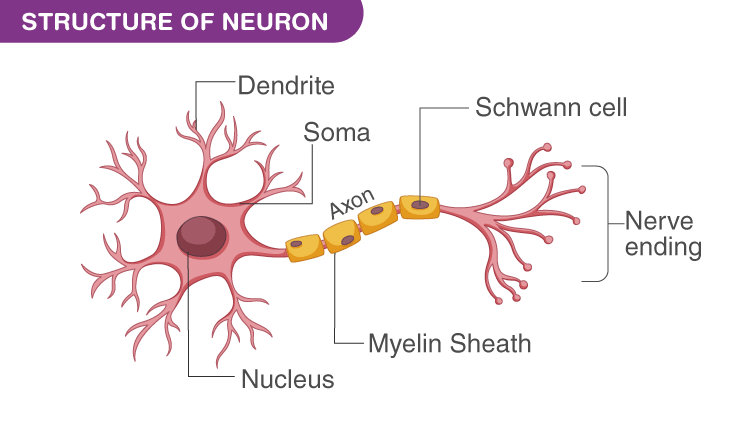 STRUCTURE OF NEURON
Dendrite
Schwann cell
Soma
Axon
Nerve
ending
Myelin Sheath
Nucleus